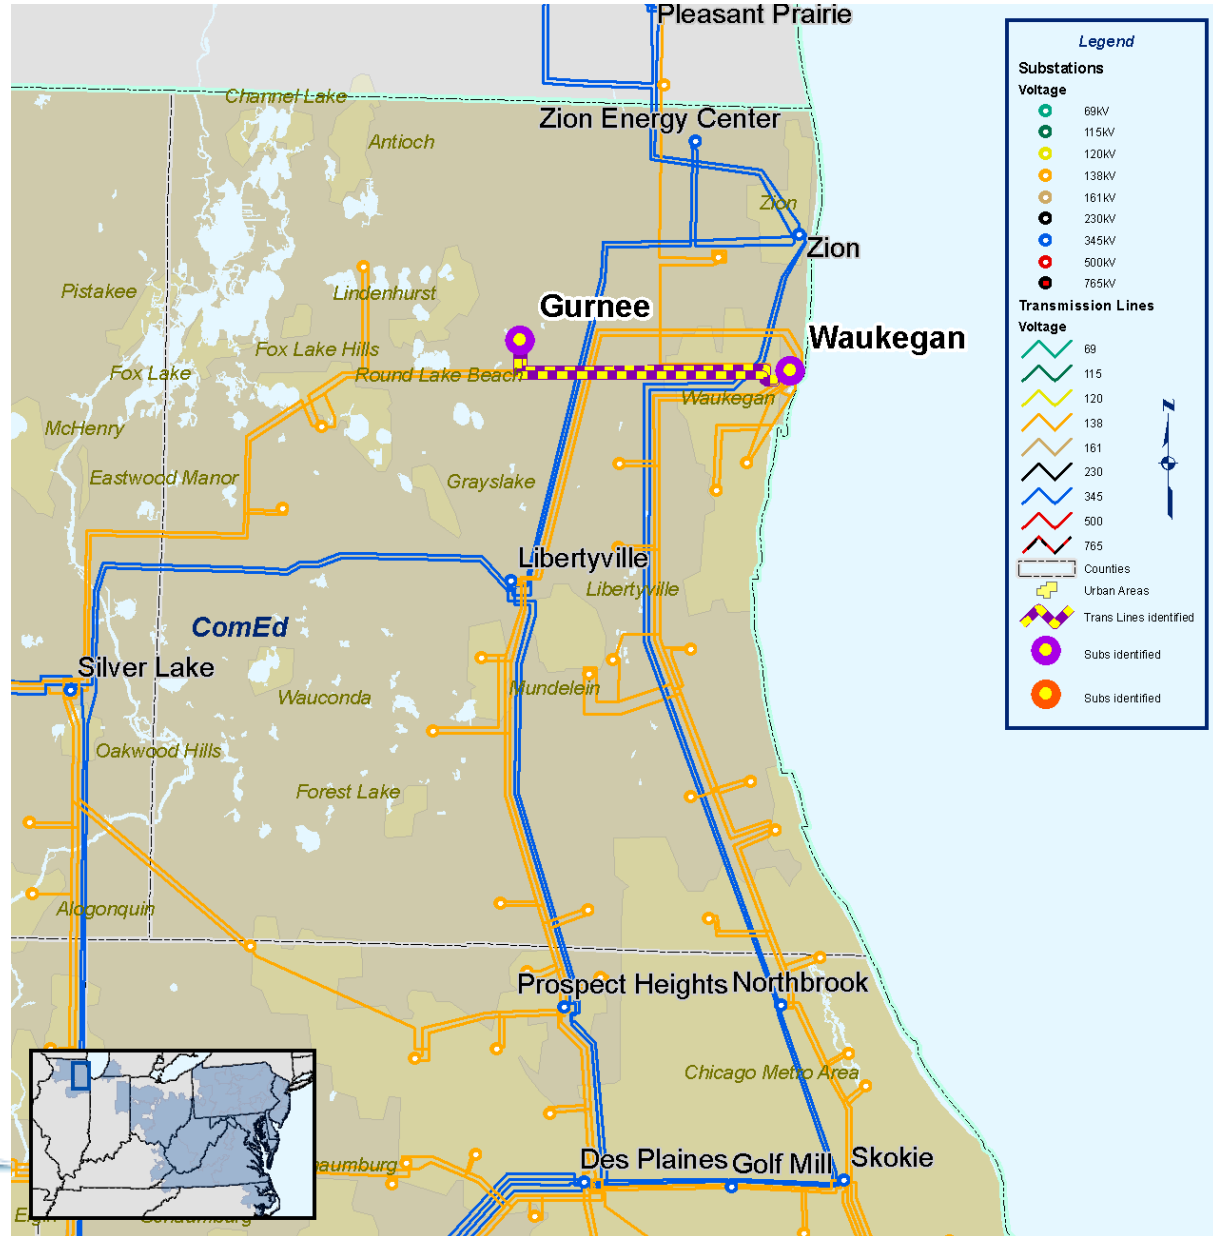 Pleasant Prairie
Channel Lake
Antioch
Zion Energy Center
Zion
Zion
Pistakee
Lindenhurst
Gurnee
Waukegan
Fox Lake Hills
Fox Lake
Round Lake Beach
Waukegan
McHenry
Eastwood Manor
Grayslake
Libertyville
Libertyville
ComEd
Silver Lake
Wauconda
Mundelein
Oakwood Hills
Forest Lake
Alogonquin
Prospect Heights
Northbrook
Chicago Metro Area
Des Plaines
Golf Mill
Skokie
haumburg
Elgin
Schaumburg
Legend
Substations
Voltage
69kV
115kV
120kV
138kV
161kV
230kV
345kV
500kV
765kV
Transmission Lines
Voltage
69
115
120
138
161
230
345
500
765
Counties
Urban Areas
Trans Lines identified
Subs identified
Subs identified
N